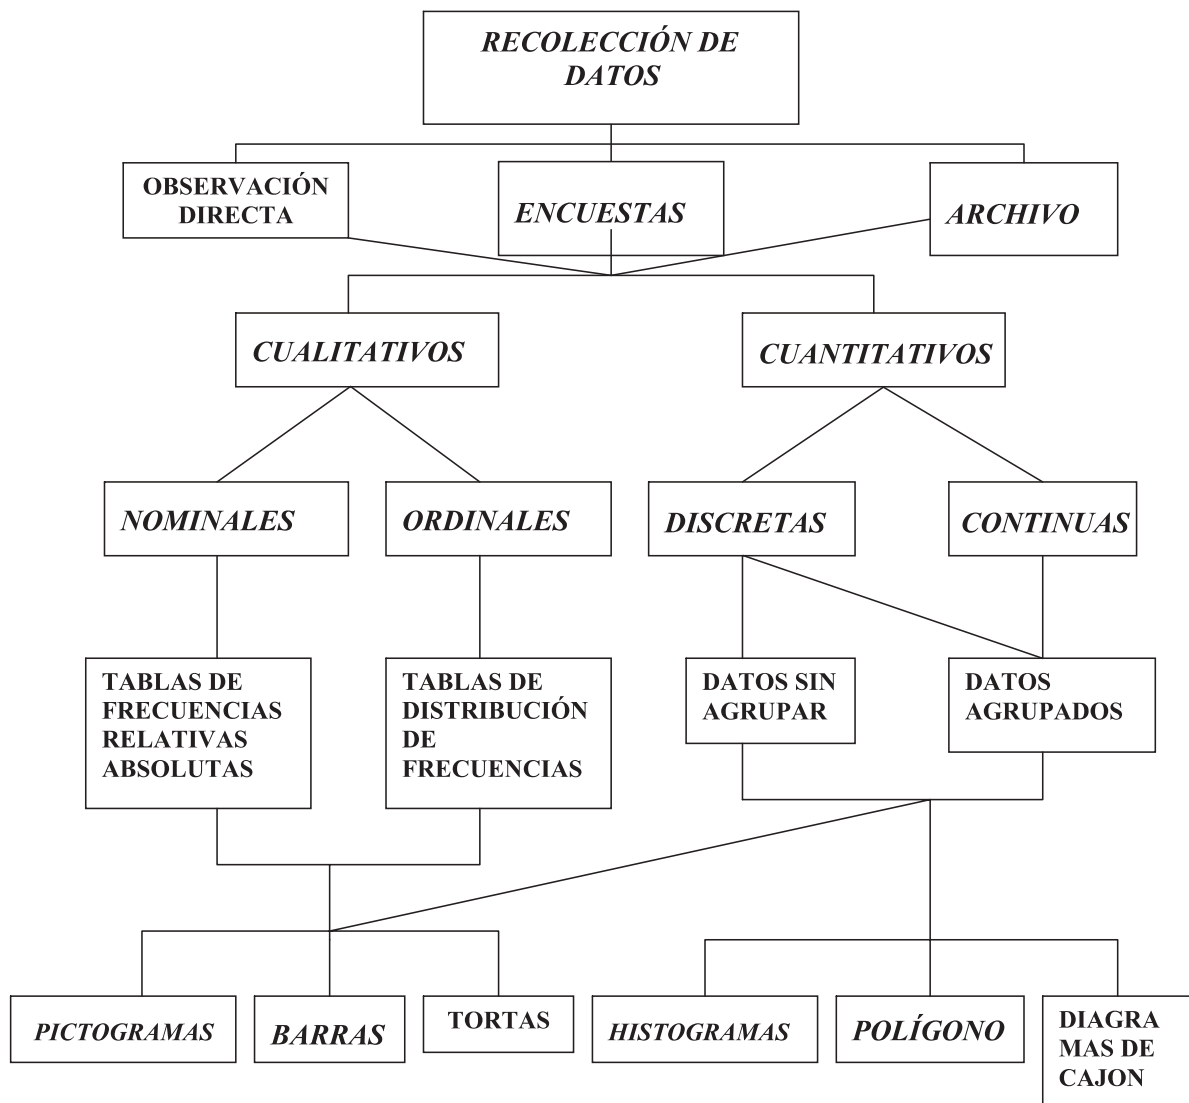 RECOLECCIÓN DE
DATOS
OBSERVACIÓN
DIRECTA
ENCUESTAS
ARCHIVO
CUALITATIVOS
CUANTITATIVOS
NOMINALES
ORDINALES
DISCRETAS
CONTINUAS
TABLAS DE
FRECUENCIAS
RELATIVAS
ABSOLUTAS
TABLAS DE
DISTRIBUCIÓN
DE
FRECUENCIAS
DATOS SIN
AGRUPAR
DATOS
AGRUPADOS
PICTOGRAMAS
BARRAS
TORTAS
HISTOGRAMAS
POLÍGONO
DIAGRA
MAS DE
CAJON